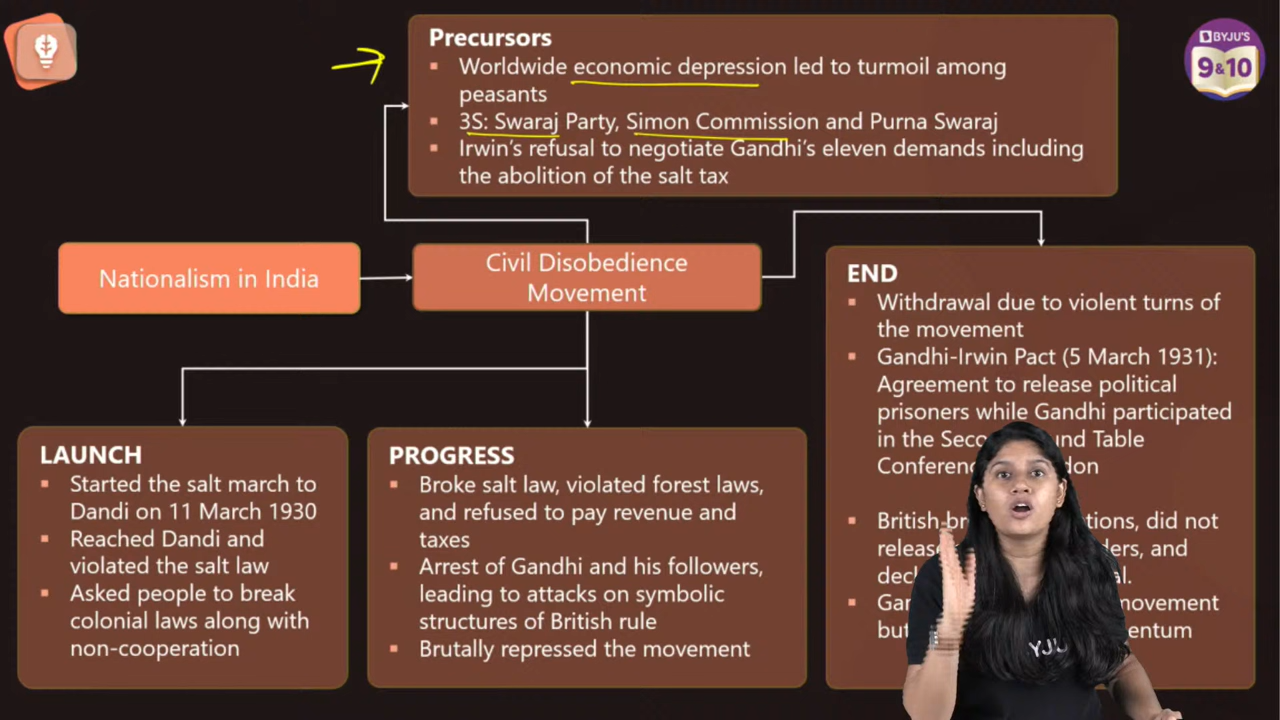 Precursors
Worldwide economic depression led to turmoil among
peasants
3S: Swaraj Party, Simon Commission and Purna Swaraj
Irwin's refusal to negotiate Gandhi's eleven demands including
the abolition of the salt tax
BYJU'S
9&10
Nationalism in India
Civil Disobedience
Movement
END
Withdrawal due to violent turns of
the movement
Gandhi-Irwin Pact (5 March 1931):
Agreement to release political
prisoners while Gandhi participated
in the Table
British did not
and
movement
LAUNCH
Started the salt march to
Dandi on 11 March 1930
Reached Dandi and
violated the salt law
Asked people to break
colonial laws along with
non-cooperation
PROGRESS
Broke salt law, violated forest laws,
and refused to pay revenue and
taxes
Arrest of Gandhi and his followers,
leading to attacks on symbolic
structures of British rule
Brutally repressed the movement